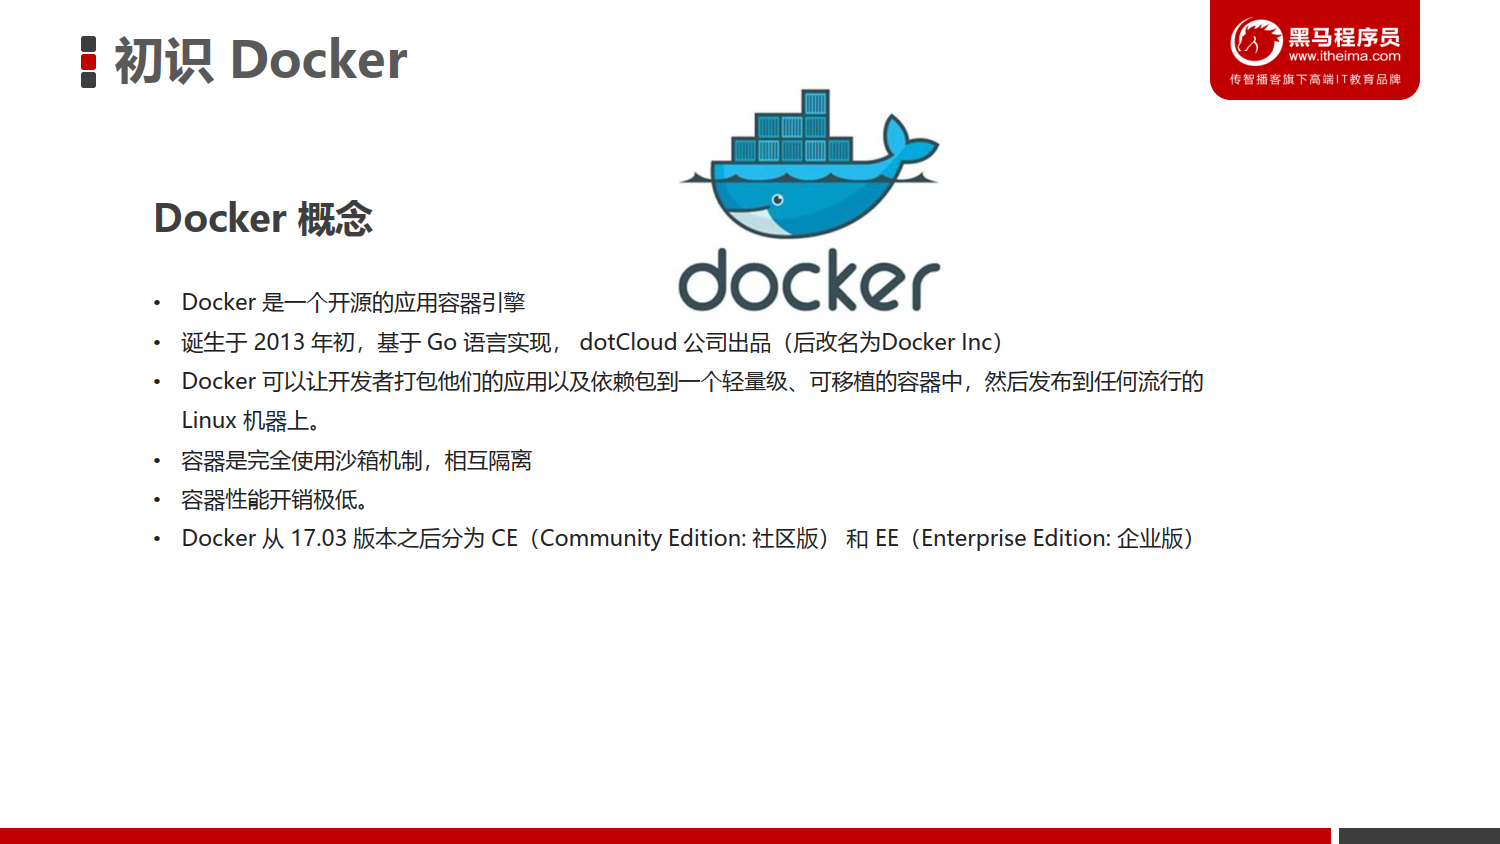 初识 Docker
黑马程序员
www.itheima.com
传智播客旗下高端IT教育品牌
docker
Docker 概念
• Docker 是一个开源的应用容器引擎
• 诞生于 2013 年初，基于 Go 语言实现， dotCloud 公司出品（后改名为Docker Inc）
• Docker 可以让开发者打包他们的应用以及依赖包到一个轻量级、可移植的容器中，然后发布到任何流行的
Linux 机器上。
• 容器是完全使用沙箱机制，相互隔离
• 容器性能开销极低。
• Docker 从 17.03 版本之后分为 CE（Community Edition: 社区版） 和 EE（Enterprise Edition: 企业版）